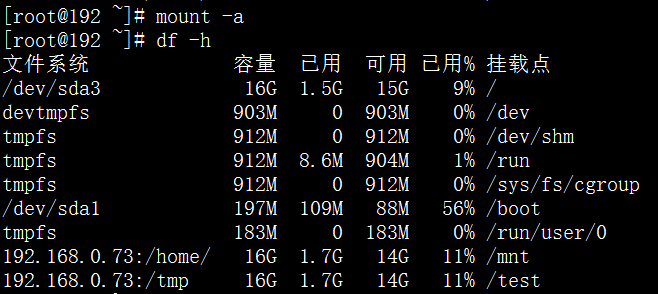 [root@192 ~]# mount -a
[root@192 ~]# df -h
文件系统 容量 已用 可用 已用% 挂载点
/dev/sda3 16G 1.5G 15G 9% /
devtmpfs 903M 0 903M 0% /dev
tmpfs 912M 0 912M 0% /dev/shm
tmpfs 912M 8.6M 904M 1% /run
tmpfs 912M 0 912M 0% /sys/fs/cgroup
/dev/sda1 197M 109M 88M 56% /boot
tmpfs 183M 0 183M 0% /run/user/0
192.168.0.73:/home/ 16G 1.7G 14G 11% /mnt
192.168.0.73:/tmp 16G 1.7G 14G 11% /test